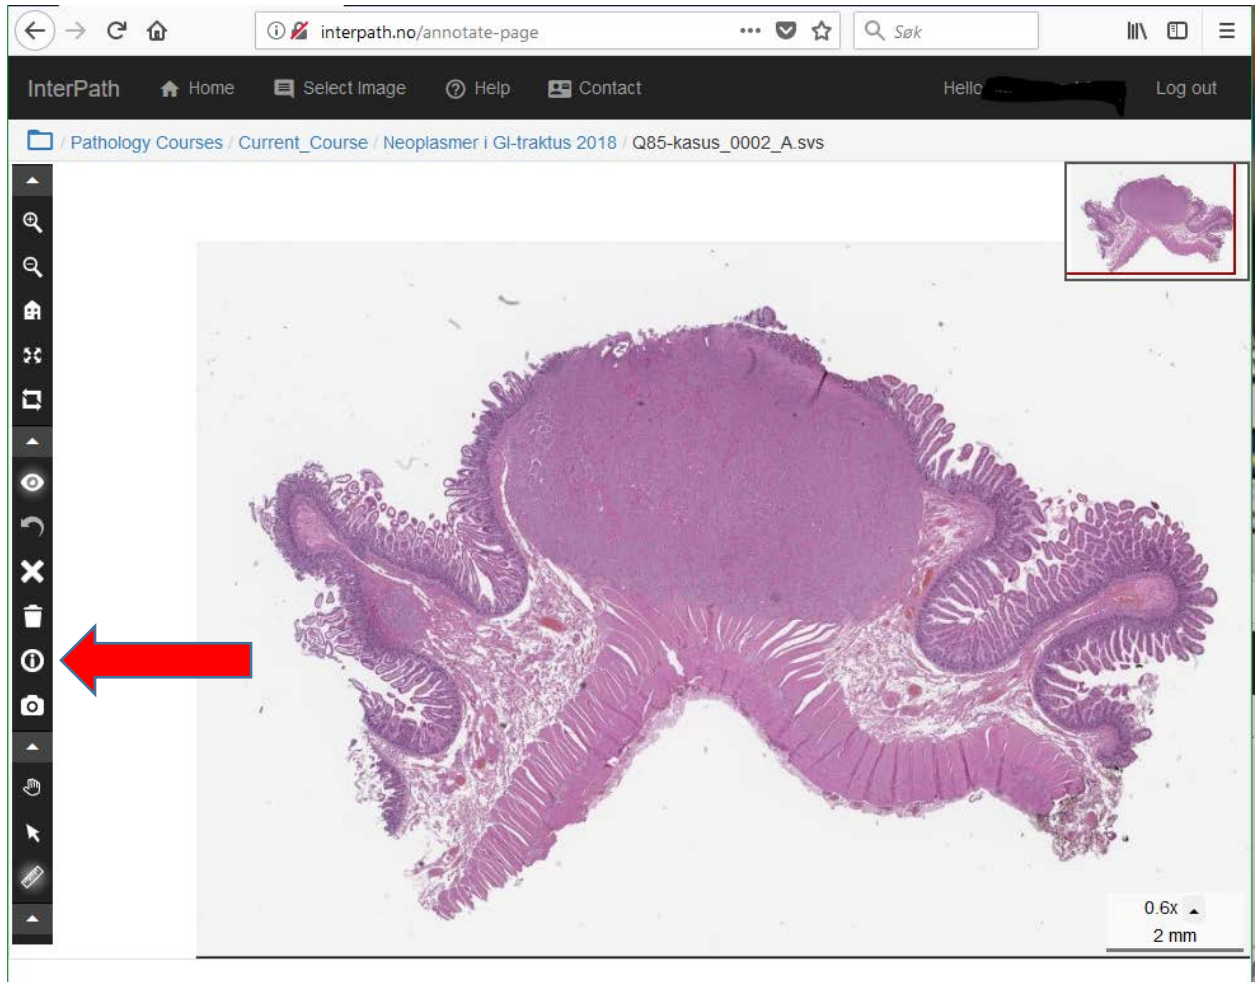 interpath.no/annotate-page
Søk
InterPath Home Select Image Help Contact Hello Log out
/ Pathology Courses / Current_Course / Neoplasmer i GI-traktus 2018 / Q85-kasus_0002_A.svs
0.6x
2 mm